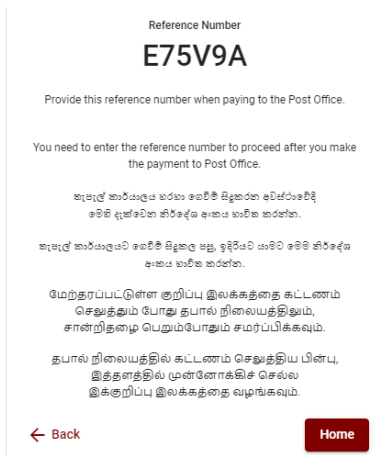 Reference Number
E75V9A
Provide this reference number when paying to the Post Office.
You need to enter the reference number to proceed after you make
the payment to Post Office.
තැපැල් කාර්යාලය හරහා ගෙවීම් සිදුකරන අවස්ථාවේදී
මෙහි දැක්වෙන නිර්දේශ අංකය භාවිත කරන්න.
තැපැල් කාර්යාලයට ගෙවීම් සිදුකල පසු, ඉදිරියට යාමට මෙම නිර්දේශ
අංකය භාවිත කරන්න.
மேற்தரப்பட்டுள்ள குறிப்பு இலக்கத்தை கட்டணம்
செலுத்தும் போது தபால் நிலையத்திலும்,
சான்றிதழை பெறும்போதும் சமர்ப்பிக்கவும்.
தபால் நிலையத்தில் கட்டணம் செலுத்திய பின்பு,
இத்தளத்தில் முன்னோக்கிச் செல்ல
இக்குறிப்பு இலக்கத்தை வழங்கவும்.
Back
Home